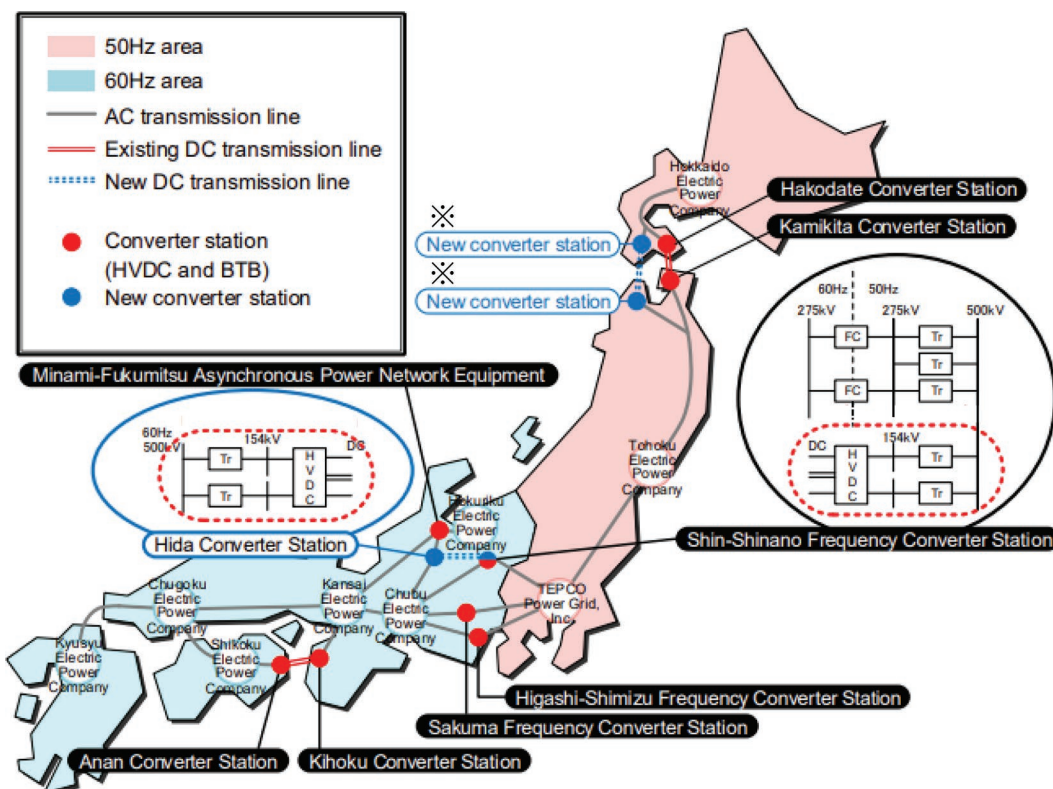 50Hz area
60Hz area
AC transmission line
Existing DC transmission line
New DC transmission line
Converter station
(HVDC and BTB)
New converter station
※
New converter station
※
New converter station
Hokkaido
Electric
Power
Company
Hakodate Converter Station
Kamikita Converter Station
60Hz
50Hz
275kV
275kV
500kV
FC
Tr
Tr
FC
Tr
DC
154kV
H
V
D
C
Tr
Tr
Minami-Fukumitsu Asynchronous Power Network Equipment
60Hz
500kV
154kV
DC
Tr
H
V
D
C
Tr
Tohoku
Electric
Power
Company
Hokuriku
Electric
Power
Company
Hida Converter Station
Shin-Shinano Frequency Converter Station
Chugoku
Electric
Power
Company
Kansai
Electric
Power
Company
Chubu
Electric
Power
Company
TEPCO
Power Grid,
Inc.
Kyusyu
Electric
Power
Company
Shikoku
Electric
Power
Company
Higashi-Shimizu Frequency Converter Station
Sakuma Frequency Converter Station
Anan Converter Station
Kihoku Converter Station